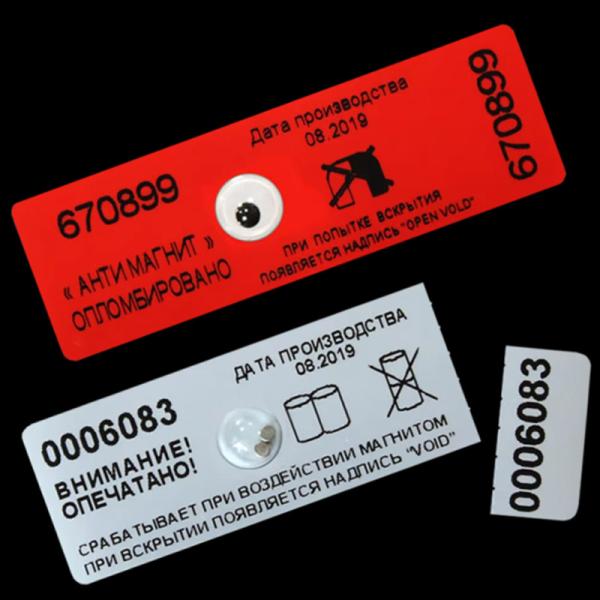 Дата производства
08.2019
670899
670899
« АНТИ МАГНИТ »
ОПЛОМБИРОВАНО
ПРИ ПОПЫТКЕ ВСКРЫТИЯ
ПОЯВЛЯЕТСЯ НАДПИСЬ "OPEN VOLD"
ДАТА ПРОИЗВОДСТВА
08.2019
0006083
ВНИМАНИЕ!
ОПЕЧАТАНО!
СРАБАТЫВАЕТ ПРИ ВОЗДЕЙСТВИИ МАГНИТОМ
ПРИ ВСКРЫТИИ ПОЯВЛЯЕТСЯ НАДПИСЬ "VOID"
0006083